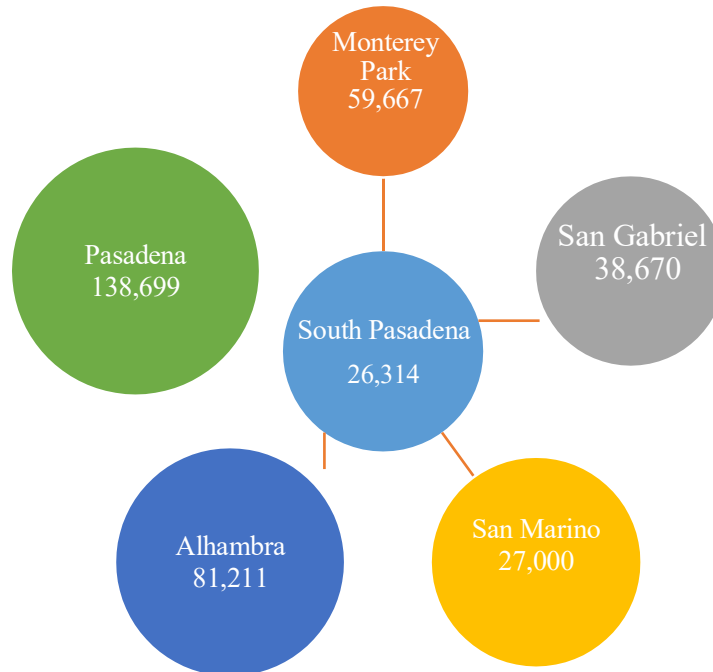 Monterey
Park
59,667
Pasadena
138,699
San Gabriel
38,670
South Pasadena
26,314
Alhambra
81,211
San Marino
27,000